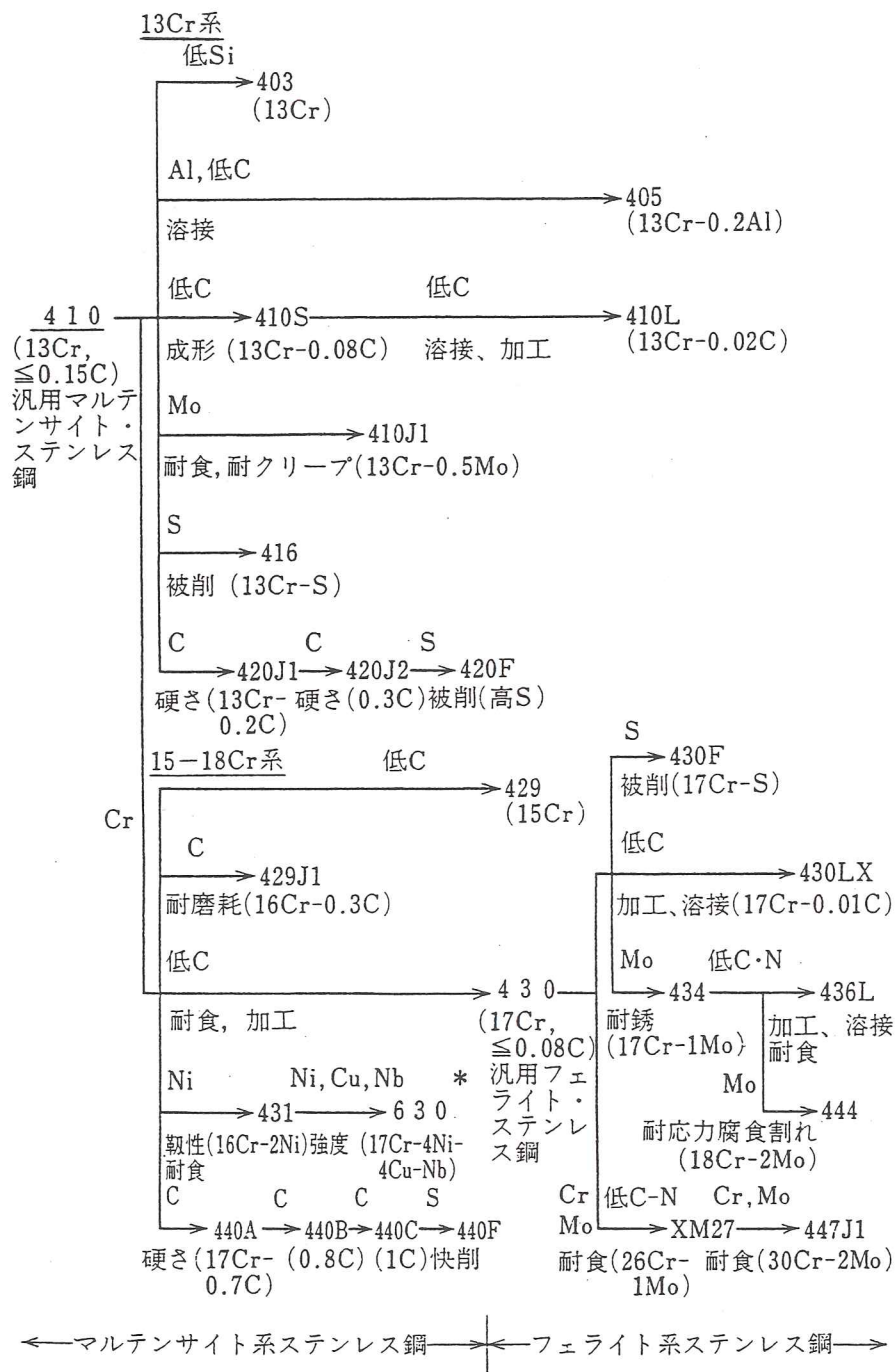 13Cr系
低Si
403
(13Cr)
Al,低C
405
溶接
(13Cr-0.2Al)
低C
低C
410
410S
410L
(13Cr,
≦0.15C)
汎用マルテ
ンサイト・
ステンレス
鋼
成形 (13Cr-0.08C)
溶接、加工
(13Cr-0.02C)
Mo
410J1
耐食,耐クリープ(13Cr-0.5Mo)
S
416
被削 (13Cr-S)
C
C
S
420J1
420J2
420F
硬さ(13Cr-
0.2C)
硬さ(0.3C)
被削(高S)
15-18Cr系
低C
429
(15Cr)
Cr
C
429J1
耐磨耗(16Cr-0.3C)
低C
耐食, 加工
430
(17Cr,
≦0.08C)
汎用フェ
ライト・
ステンレ
ス鋼
S
430F
被削(17Cr-S)
低C
430LX
加工、溶接(17Cr-0.01C)
Mo
低C・N
434
436L
耐銹
(17Cr-1Mo)
加工、溶接
耐食
Mo
444
耐応力腐食割れ
(18Cr-2Mo)
Ni
Ni,Cu,Nb
*
431
630
靱性(16Cr-2Ni)
耐食
強度 (17Cr-4Ni-
4Cu-Nb)
C
C
C
S
440A
440B
440C
440F
硬さ(17Cr-
0.7C)
(0.8C)
(1C)
快削
Cr
Mo
低C-N
Cr,Mo
XM27
447J1
耐食(26Cr-
1Mo)
耐食(30Cr-2Mo)
マルテンサイト系ステンレス鋼
フェライト系ステンレス鋼